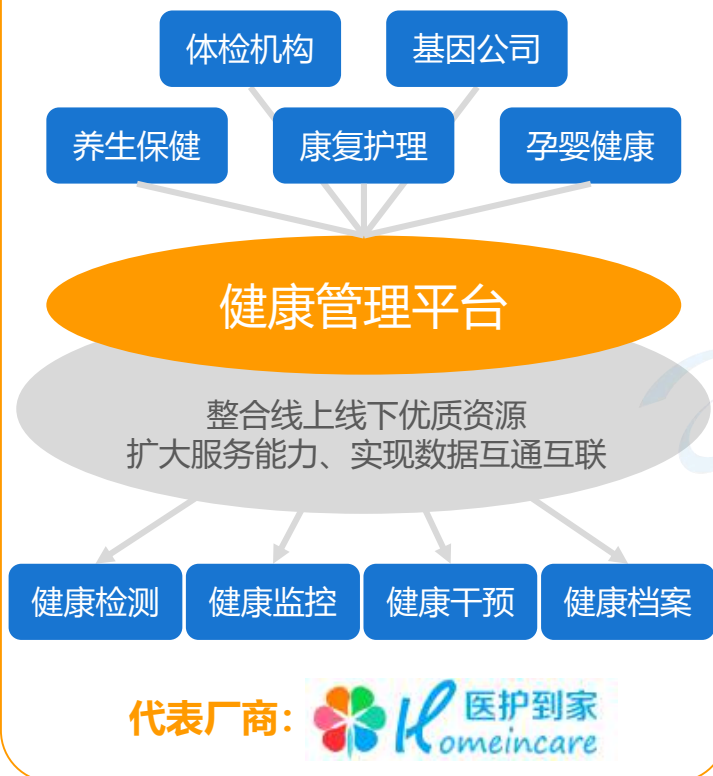 体检机构
基因公司
养生保健
康复护理
孕婴健康
健康管理平台
整合线上线下优质资源
扩大服务能力、实现数据互通互联
健康检测
健康监控
健康干预
健康档案
代表厂商：
医护到家
Homeincare